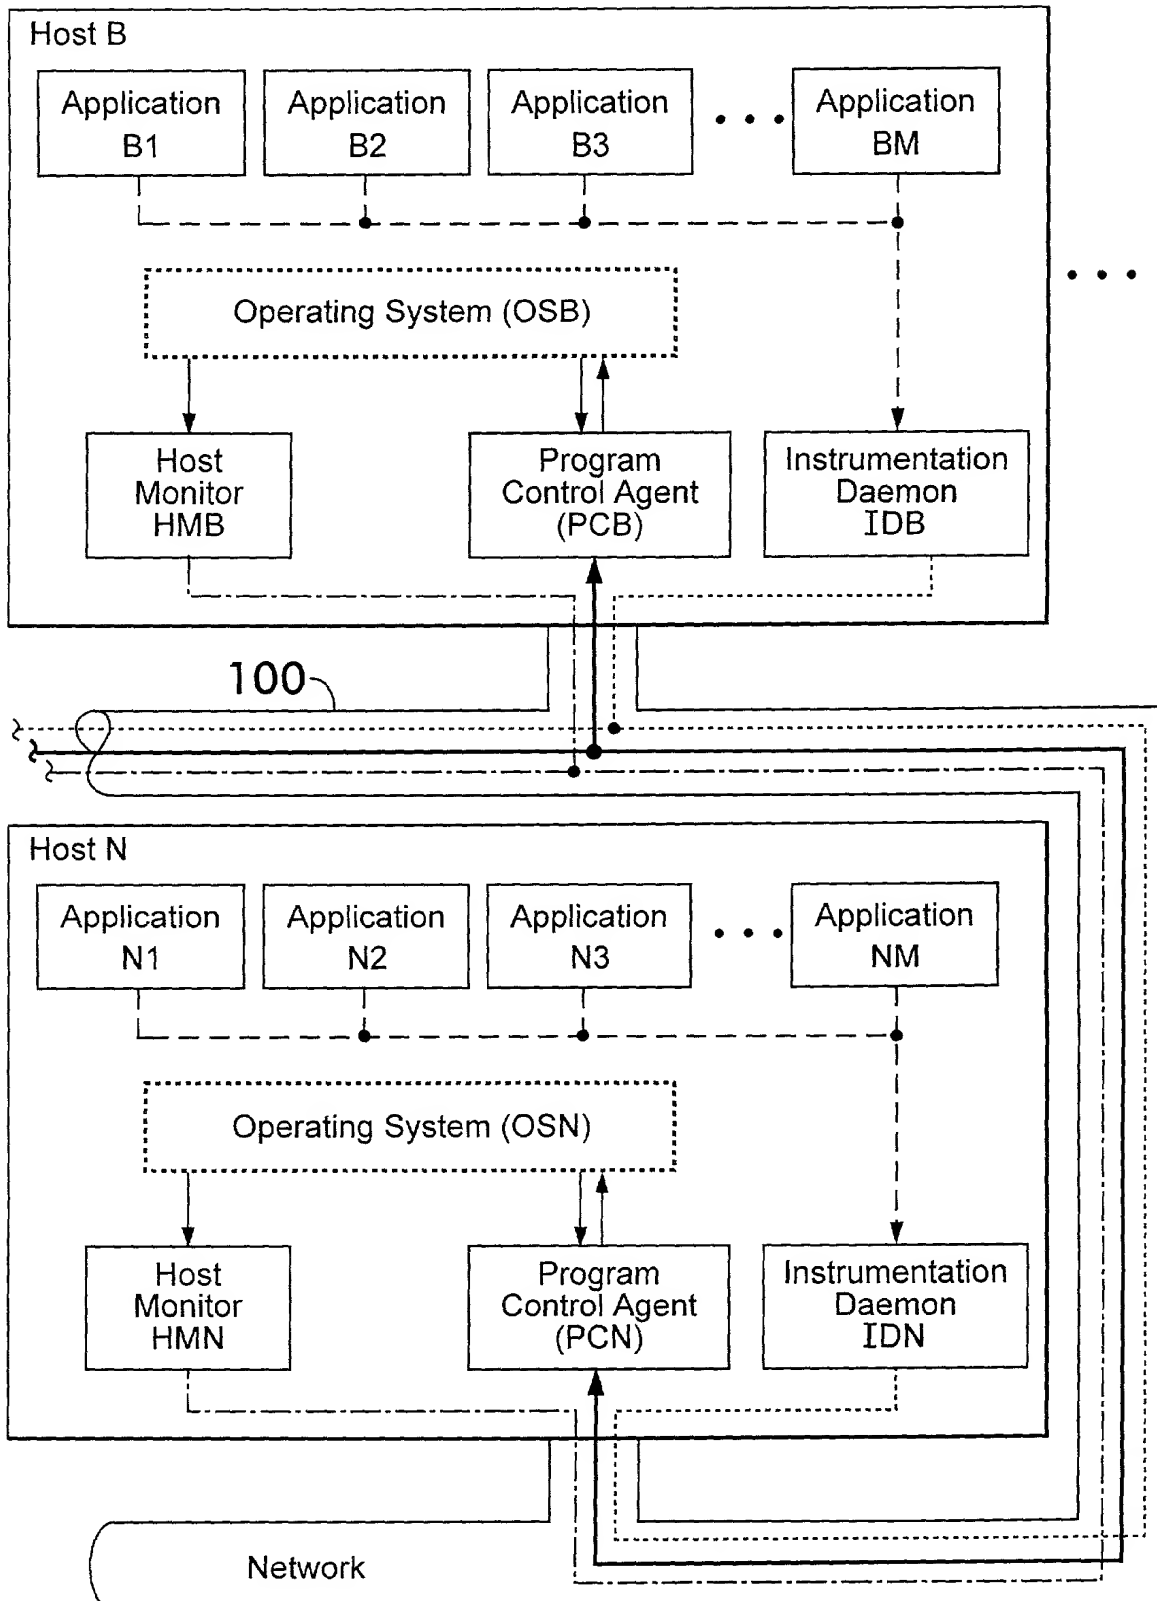 Host B
Application
B1
Application
B2
Application
B3
Application
BM
Operating System (OSB)
Host
Monitor
HMB
Program
Control Agent
(PCB)
Instrumentation
Daemon
IDB
100
Host N
Application
N1
Application
N2
Application
N3
Application
NM
Operating System (OSN)
Host
Monitor
HMN
Program
Control Agent
(PCN)
Instrumentation
Daemon
IDN
Network